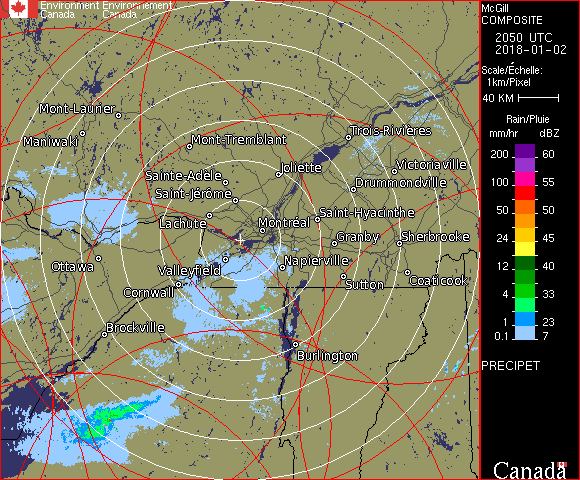 Environment Environnement
Canada Canada
McGill
COMPOSITE
2050 UTC
2018-01-02
Scale/Échelle:
1km/Pixel
40 KM
Rain/Pluie
mm/hr dBZ
200 60
55
100 55
50 50
24 45
12 40
4 33
1 23
0.1 7
PRECIPET
Canada
Mont-Laurier
Maniwaki
Mont-Tremblant
Trois-Rivières
Sainte-Adèle
Joliette
Victoriaville
Saint-Jérôme
Drummondville
Lachute
Montréal
Saint-Hyacinthe
Granby
Sherbrooke
Ottawa
Valleyfield
Napierville
Cornwall
Sutton
Coaticook
Brockville
Burlington